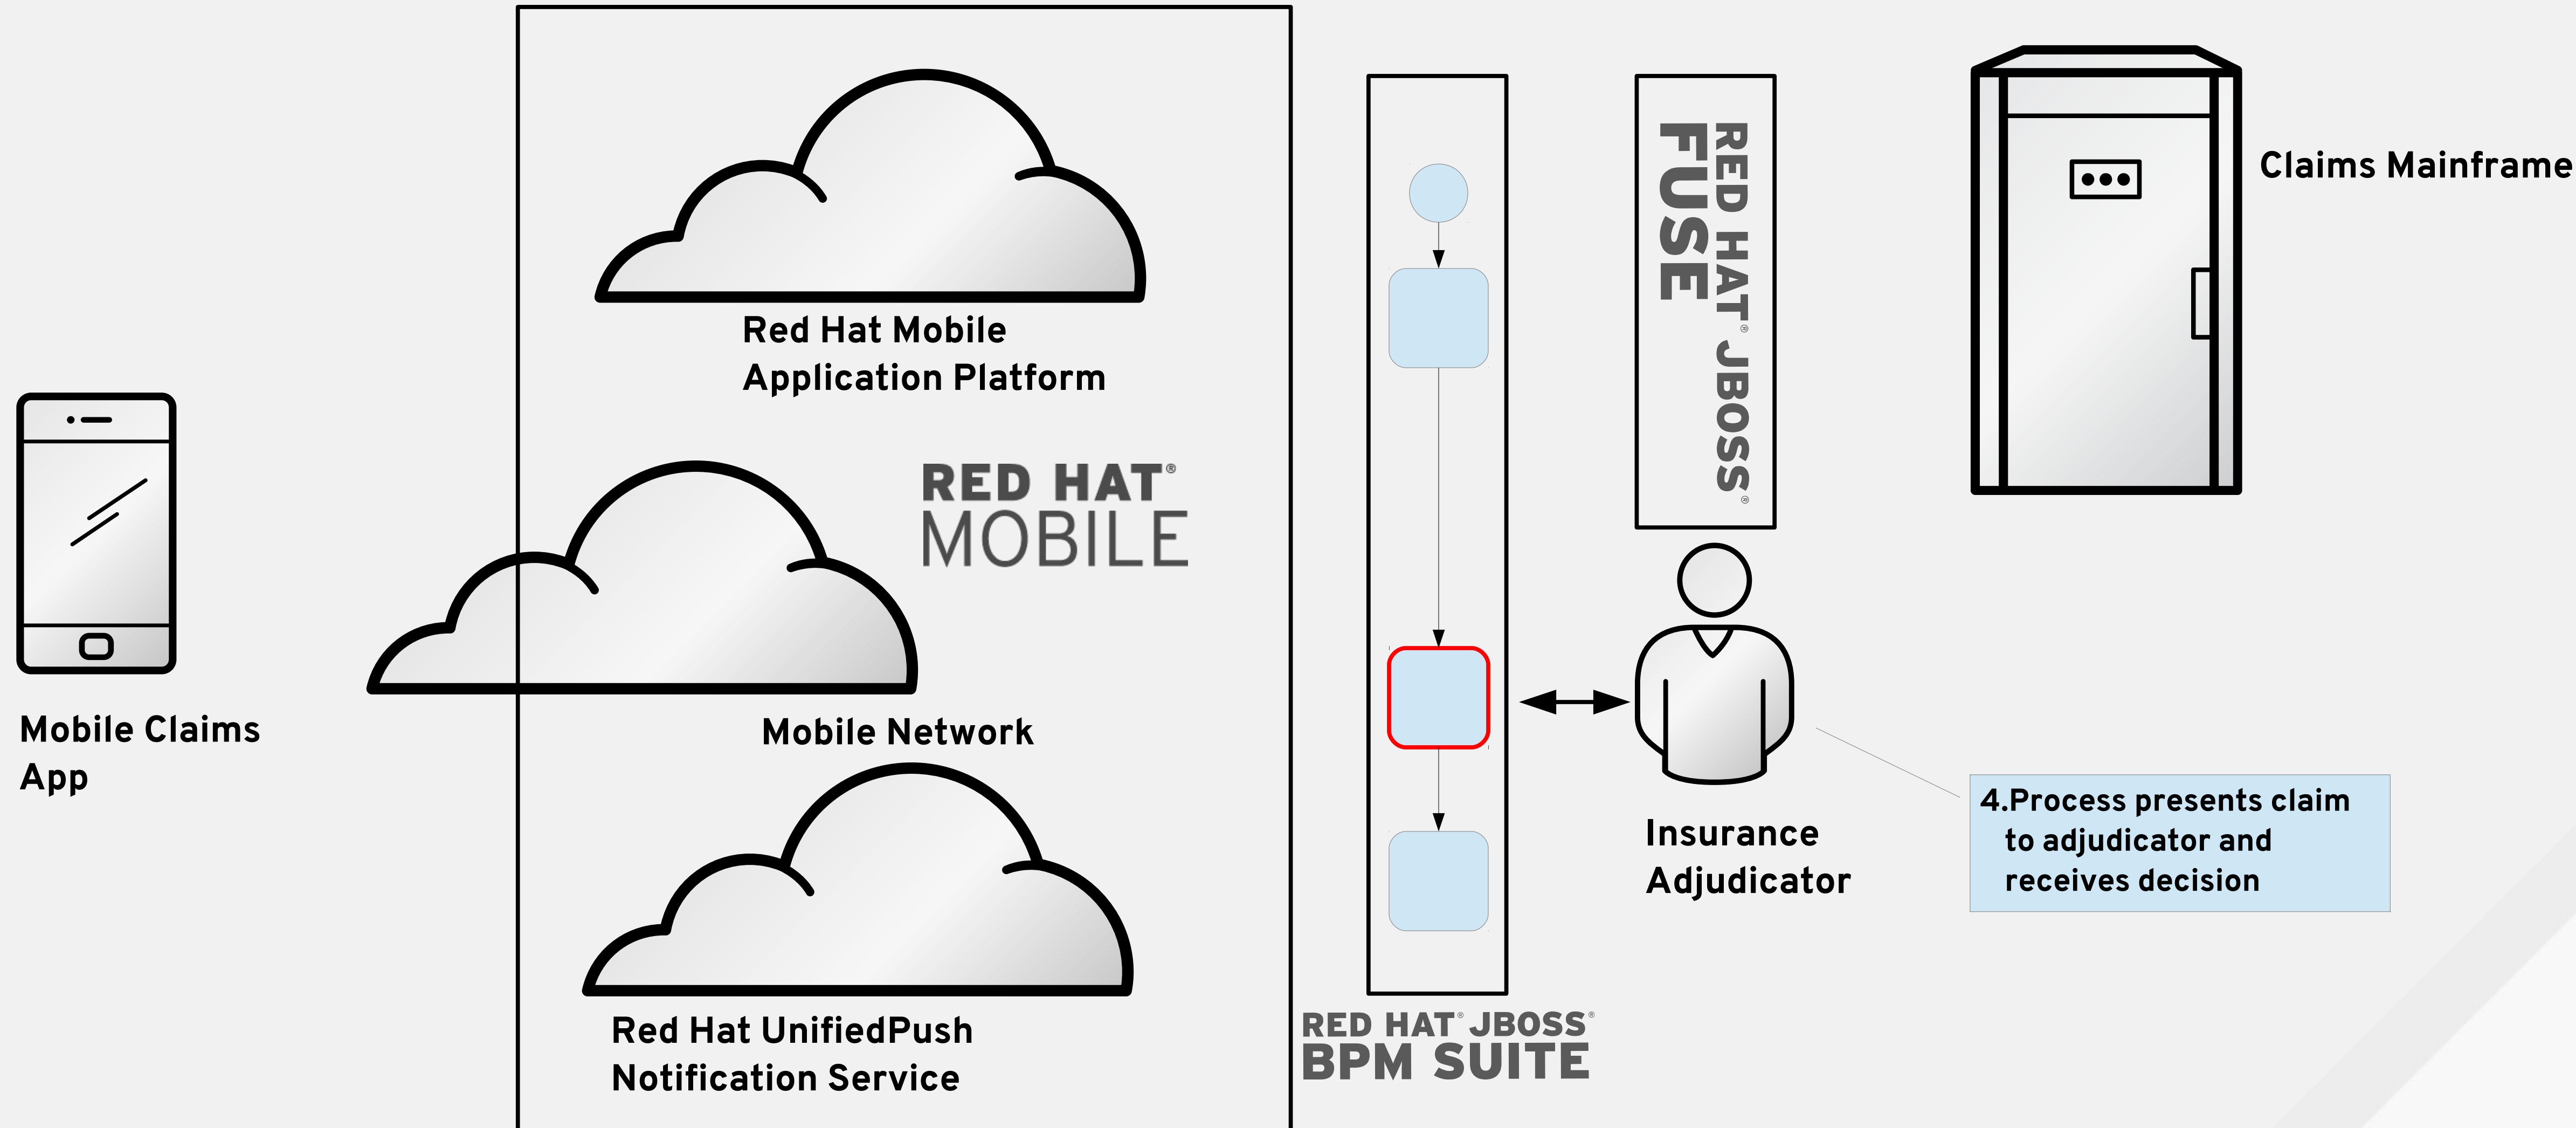 Red Hat Mobile
Application Platform
RED HAT®
MOBILE
Mobile Claims
App
Mobile Network
Red Hat UnifiedPush
Notification Service
RED HAT® JBOSS®
BPM SUITE
RED HAT® JBOSS®
FUSE
Claims Mainframe
Insurance
Adjudicator
4.Process presents claim
to adjudicator and
receives decision